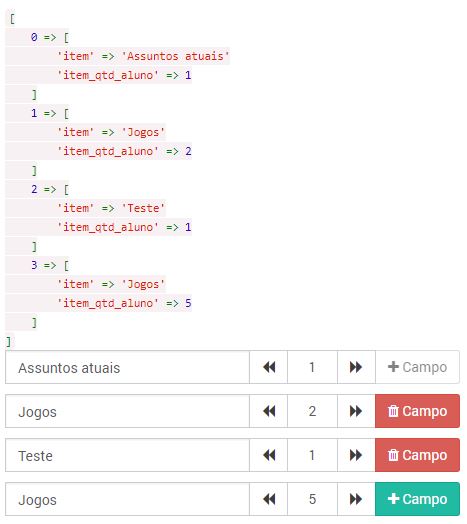 [
0 => [
'item' => 'Assuntos atuais'
'item_qtd_aluno' => 1
]
1 => [
'item' => 'Jogos'
'item_qtd_aluno' => 2
]
2 => [
'item' => 'Teste'
'item_qtd_aluno' => 1
]
3 => [
'item' => 'Jogos'
'item_qtd_aluno' => 5
]
]
Assuntos atuais 1 Campo
Jogos 2 Campo
Teste 1 Campo
Jogos 5 Campo